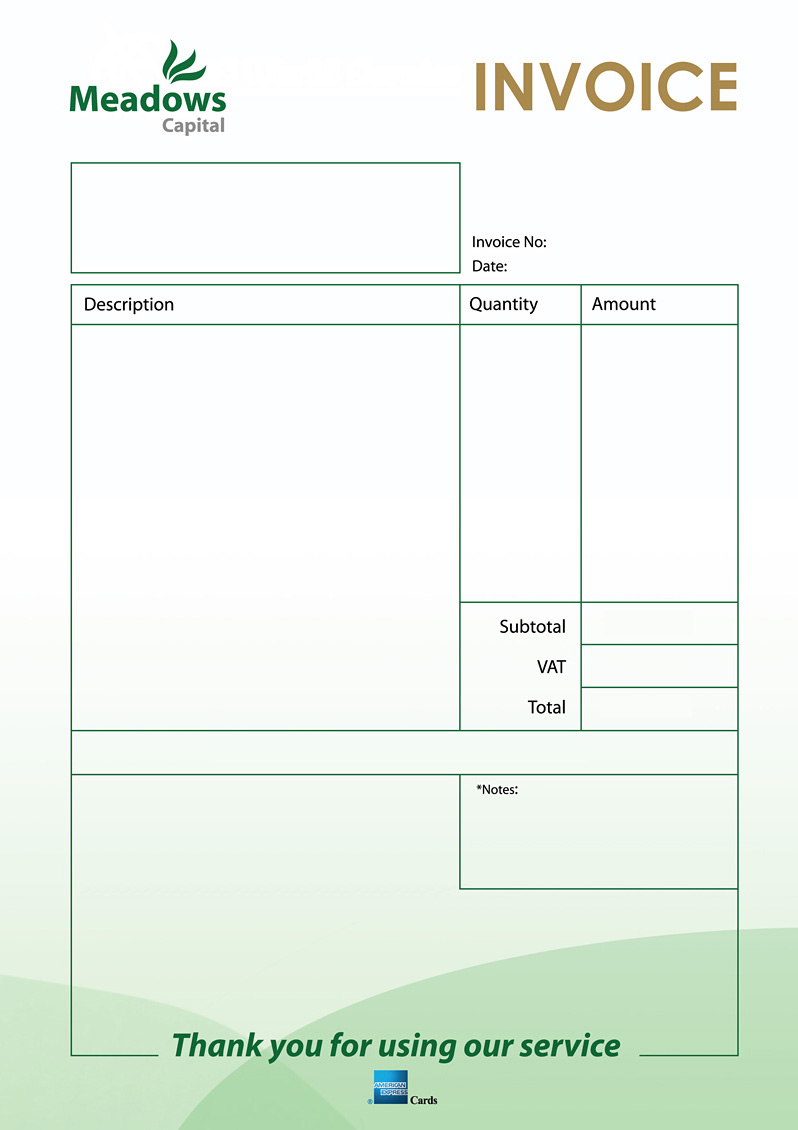 Meadows
Capital
INVOICE
Invoice No:
Date:
Description Quantity Amount
Subtotal
VAT
Total
*Notes:
Thank you for using our service
AMERICAN
EXPRESS
® Cards